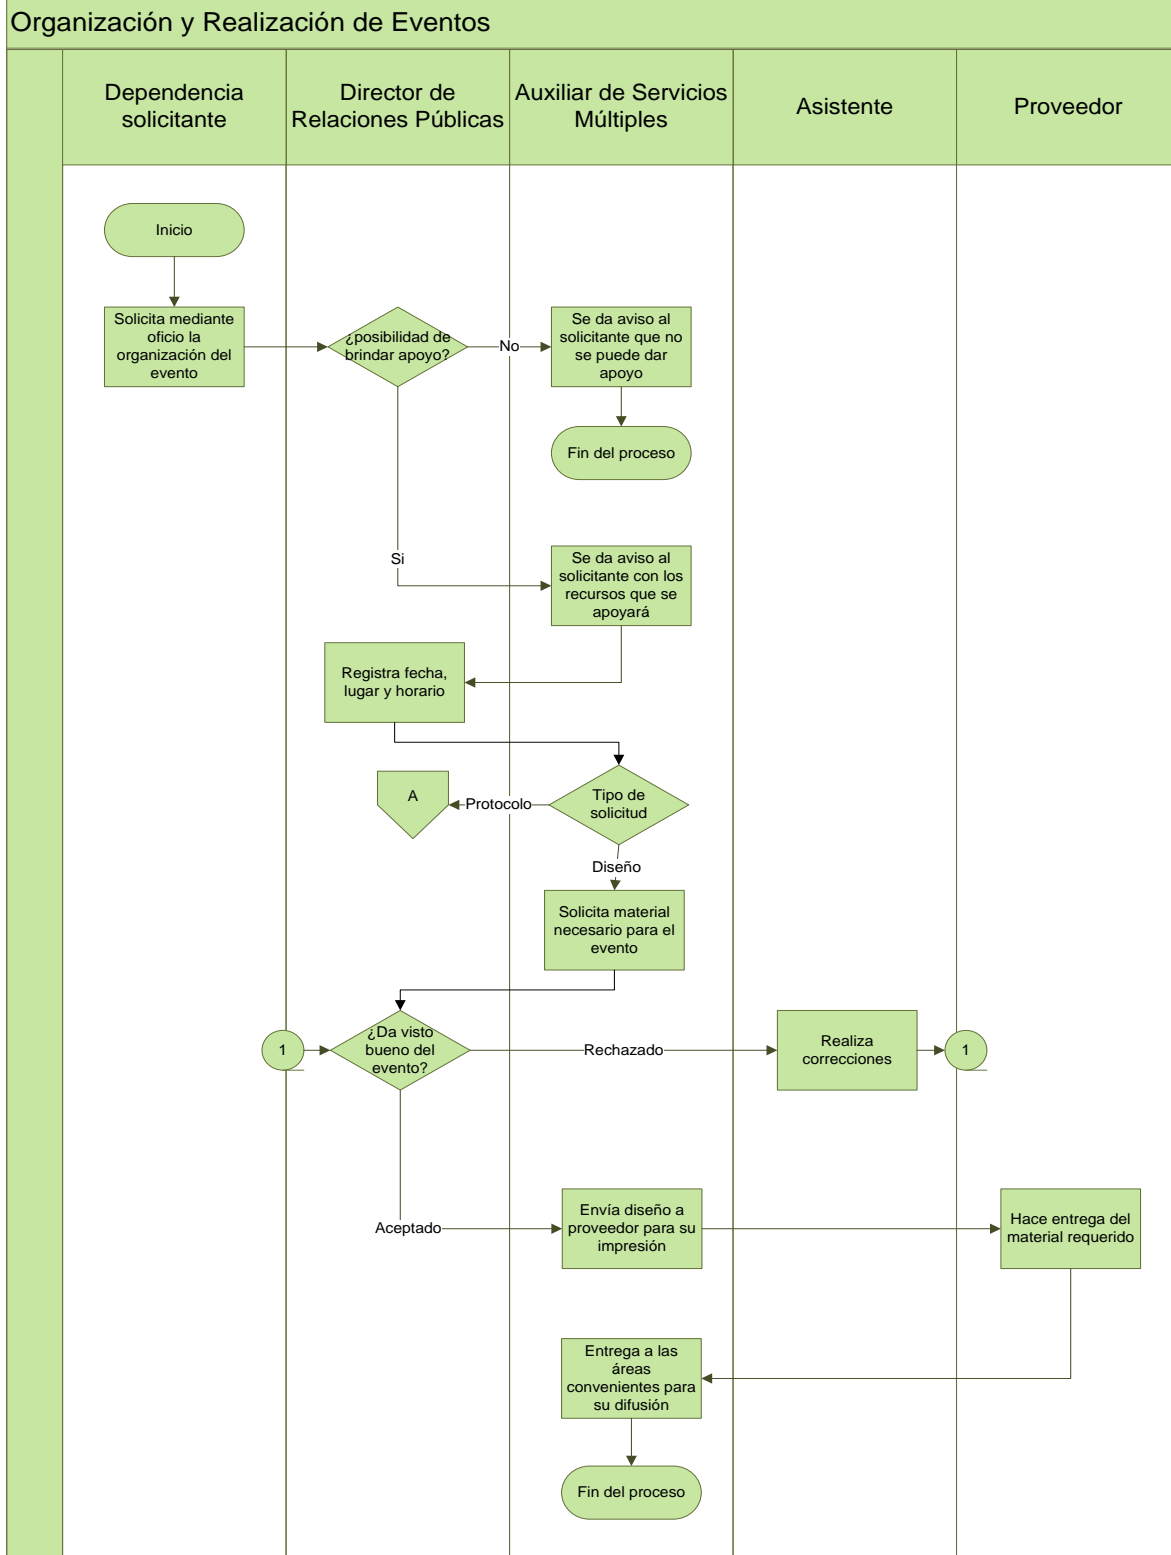 Organización y Realización de Eventos
Dependencia
solicitante
Director de
Relaciones Públicas
Auxiliar de Servicios
Múltiples
Asistente
Proveedor
Inicio
Solicita mediante
oficio la
organización del
evento
¿posibilidad de
brindar apoyo?
No
Se da aviso al
solicitante que no
se puede dar
apoyo
Fin del proceso
Si
Se da aviso al
solicitante con los
recursos que se
apoyará
Registra fecha,
lugar y horario
A
Protocolo
Tipo de
solicitud
Diseño
Solicita material
necesario para el
evento
1
¿Da visto
bueno del
evento?
Rechazado
Realiza
correcciones
1
Aceptado
Envía diseño a
proveedor para su
impresión
Hace entrega del
material requerido
Entrega a las
áreas
convenientes para
su difusión
Fin del proceso